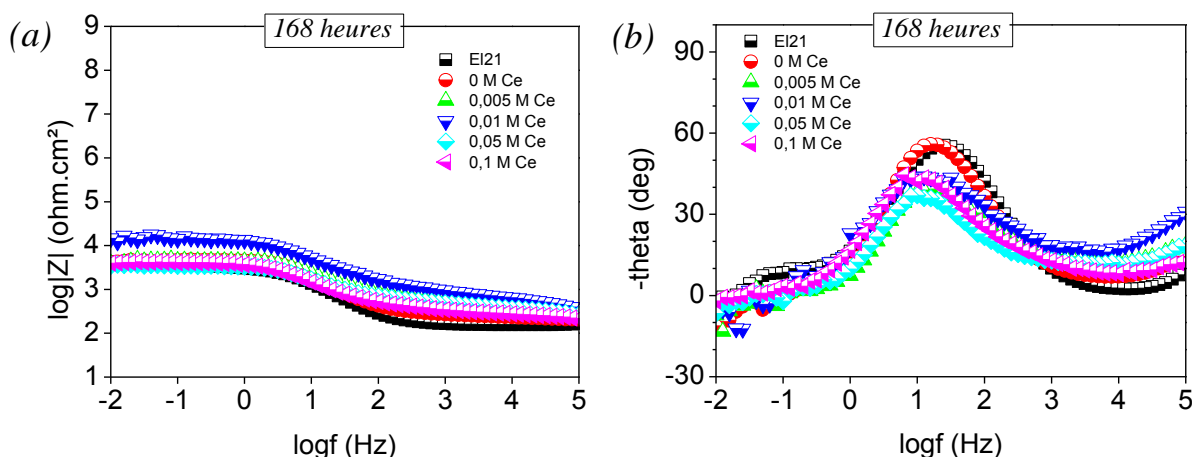 (a)
168 heures
9
8
7
6
5
4
3
2
1
log|Z| (ohm.cm²)
El21
0 M Ce
0,005 M Ce
0,01 M Ce
0,05 M Ce
0,1 M Ce
-2 -1 0 1 2 3 4 5
logf (Hz)
(b)
168 heures
90
60
30
0
-30
-theta (deg)
El21
0 M Ce
0,005 M Ce
0,01 M Ce
0,05 M Ce
0,1 M Ce
-2 -1 0 1 2 3 4 5
logf (Hz)